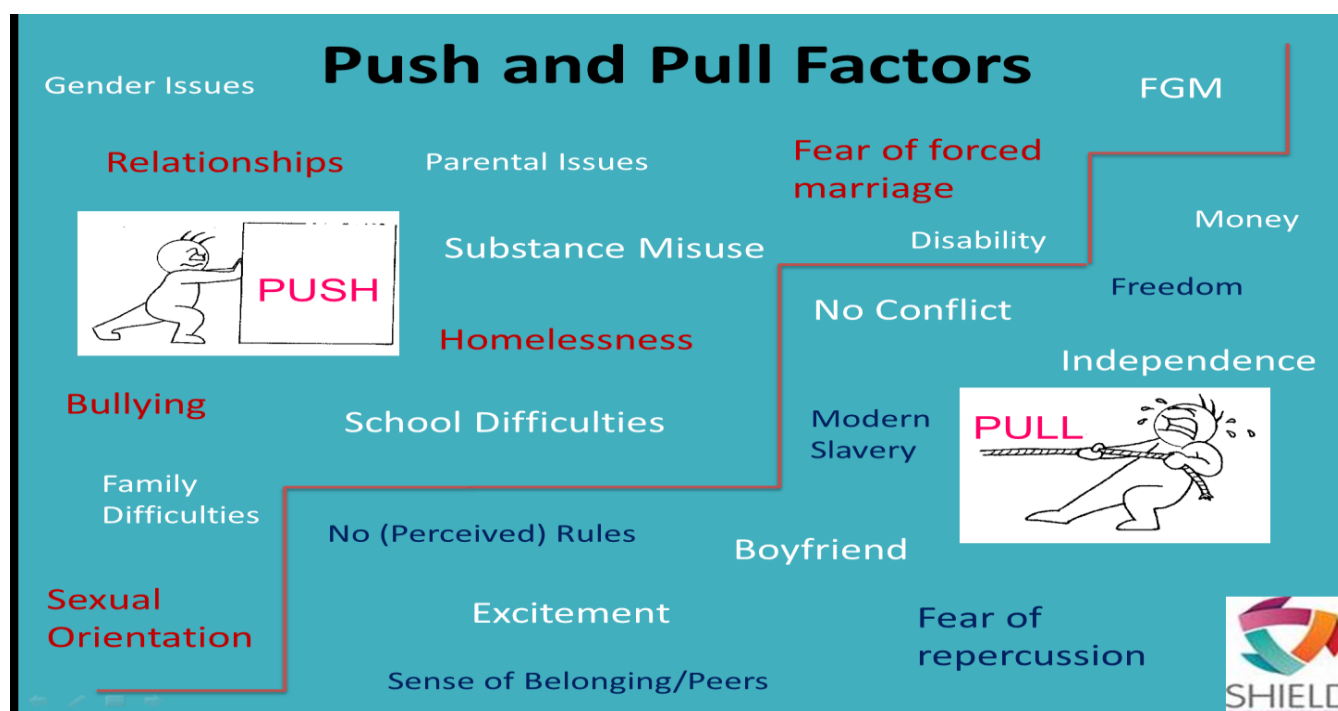 Push and Pull Factors
Gender Issues
FGM
Relationships
Parental Issues
Fear of forced
marriage
Money
Substance Misuse
Disability
PUSH
Freedom
No Conflict
Homelessness
Independence
Bullying
School Difficulties
Modern
Slavery
PULL
Family
Difficulties
No (Perceived) Rules
Boyfriend
Sexual
Orientation
Excitement
Fear of
repercussion
Sense of Belonging/Peers
SHIELD